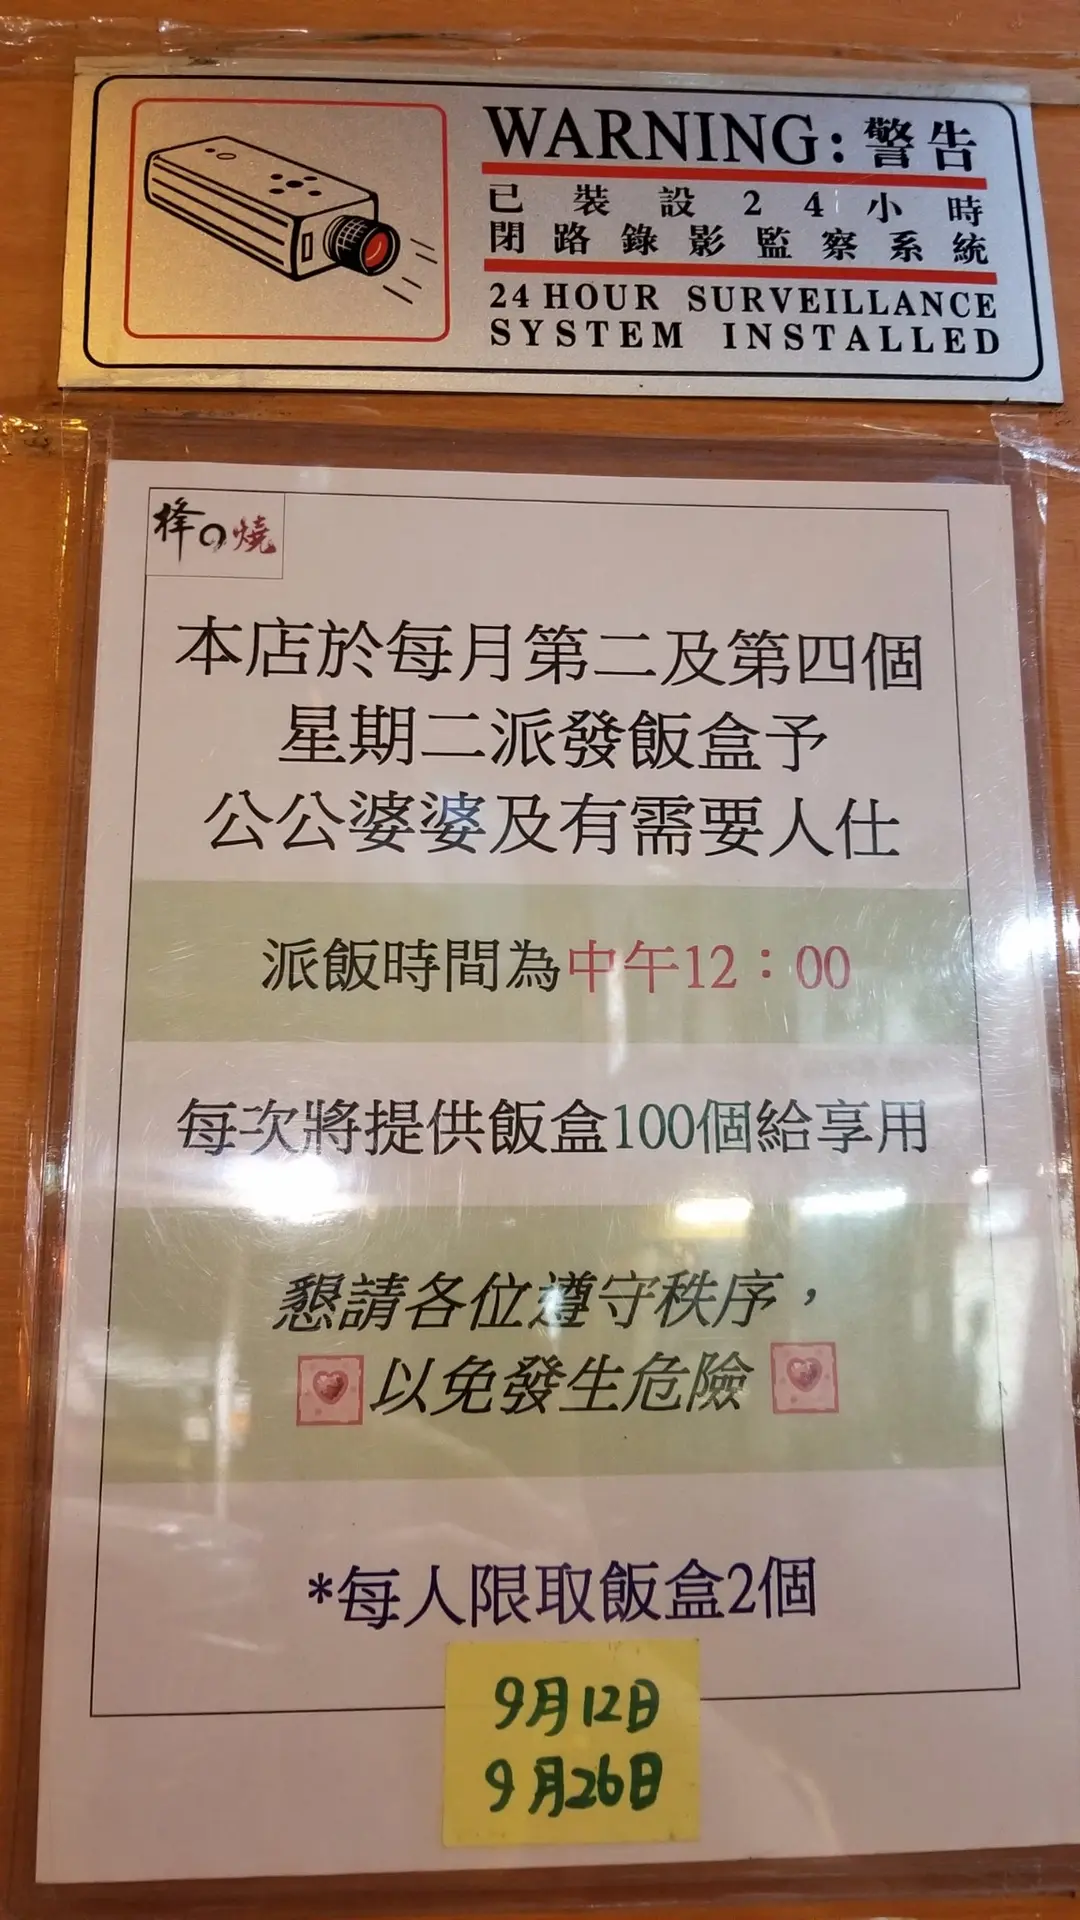 WARNING: 警告
已裝設24小時
閉路錄影監察系統
24 HOUR SURVEILLANCE
SYSTEM INSTALLED
燒
本店於每月第二及第四個
星期二派發飯盒予
公公婆婆及有需要人仕
派飯時間為中午12：00
每次將提供飯盒100個給享用
懇請各位遵守秩序，
以免發生危險
*每人限取飯盒2個
9月12日
9月26日